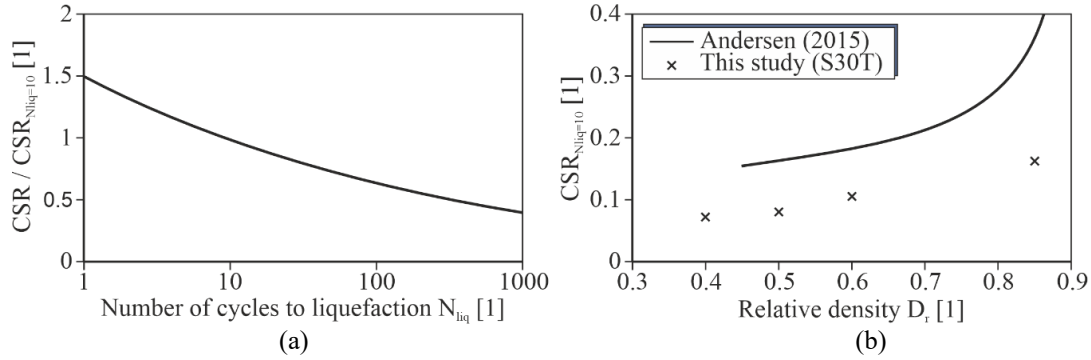 2
1.5
1
0.5
0
1
10
100
1000
CSR / CSR_Nliq=10 [1]
Number of cycles to liquefaction N_liq [1]
(a)
0.4
0.3
0.2
0.1
0
0.3
0.4
0.5
0.6
0.7
0.8
0.9
Andersen (2015)
This study (S30T)
CSR_Nliq=10 [1]
Relative density D_r [1]
(b)